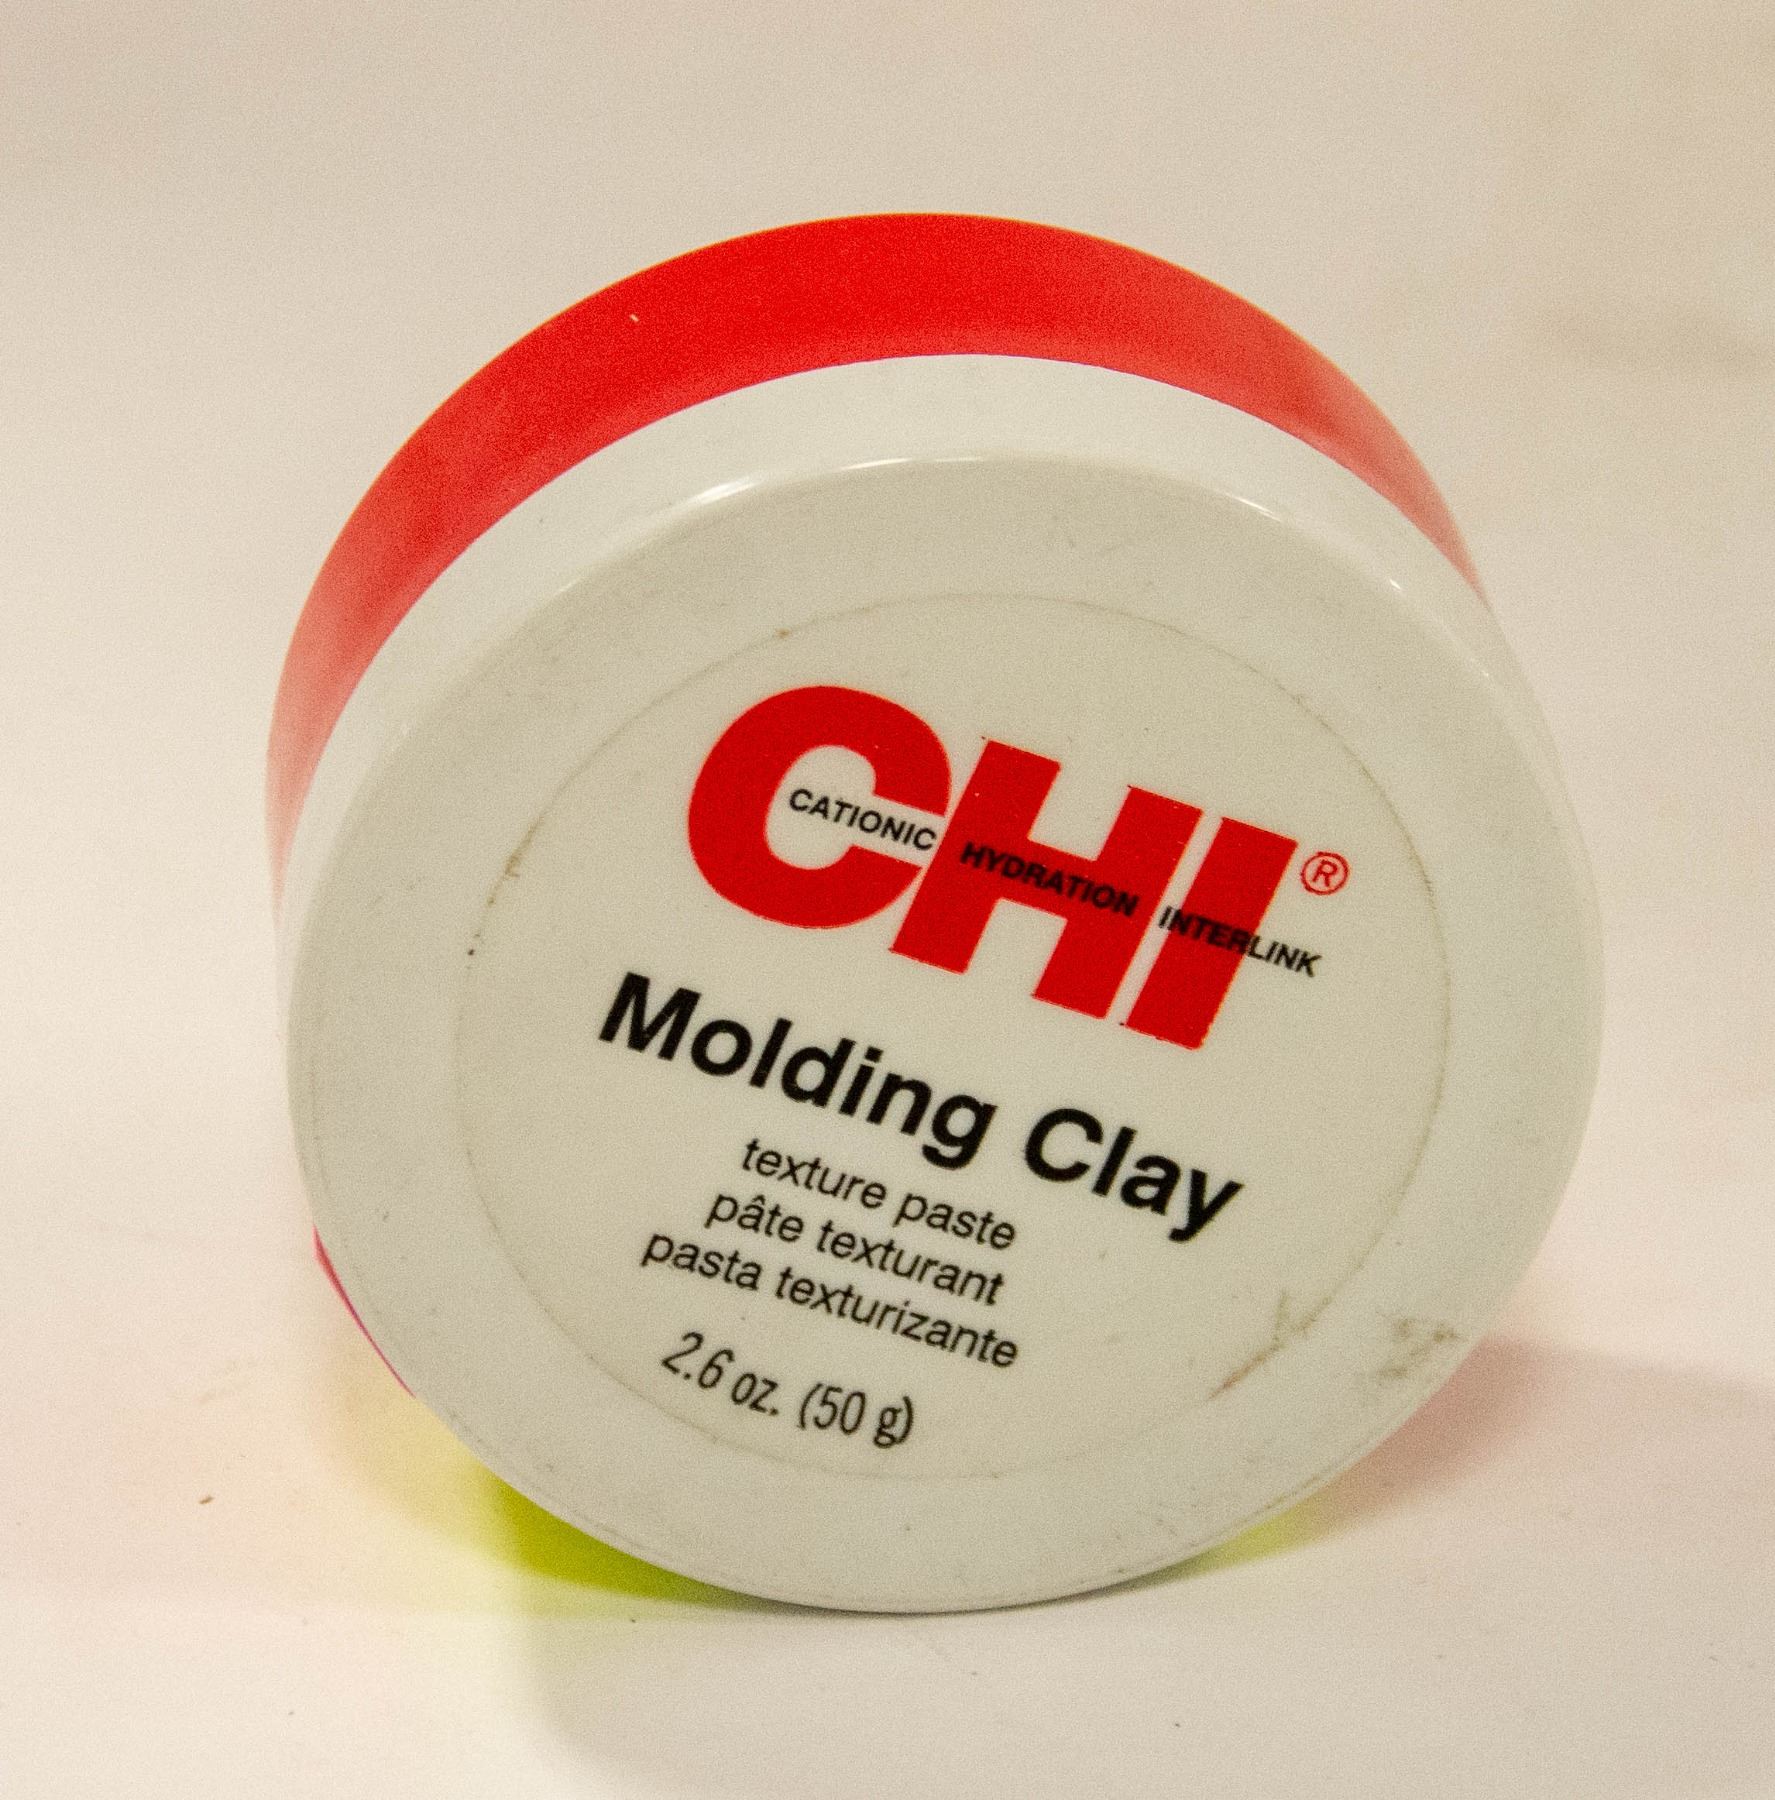 CHI®
CATIONIC HYDRATION INTERLINK
Molding Clay
texture paste
pâte texturant
pasta texturizante
2.6 oz. (50 g)